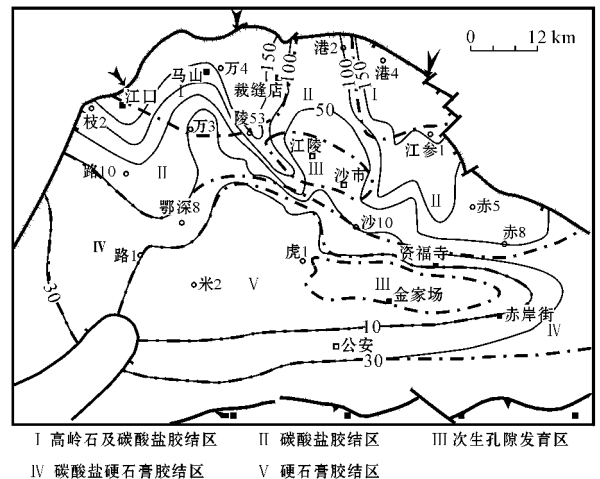 0 12 km
港2
150
100
万4
马山
Ⅰ
裁缝店
Ⅱ
100
150
港4
Ⅰ
江口
枝2
万3
陵53
50
江陵
Ⅲ
沙市
江参1
Ⅱ
路10
Ⅱ
鄂深8
沙10
赤5
赤8
Ⅳ
路1
虎1
资福寺
30
米2
Ⅴ
Ⅲ
金家场
赤岸街
Ⅳ
10
公安
30
Ⅰ 高岭石及碳酸盐胶结区 Ⅱ 碳酸盐胶结区 Ⅲ 次生孔隙发育区
Ⅳ 碳酸盐硬石膏胶结区 Ⅴ 硬石膏胶结区